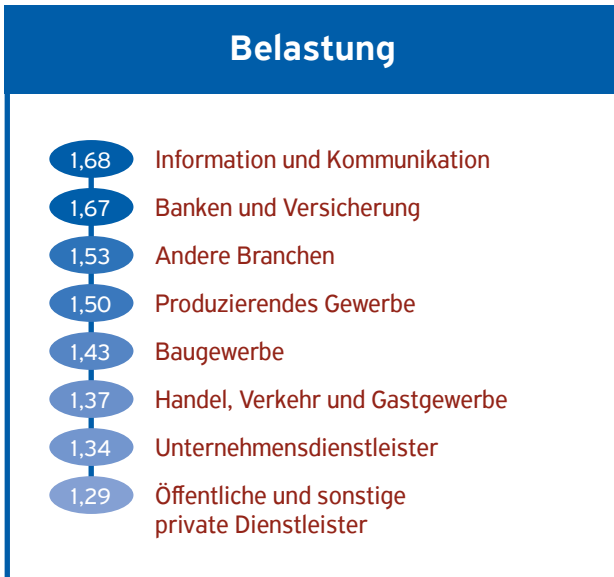 Belastung
1,68 Information und Kommunikation
1,67 Banken und Versicherung
1,53 Andere Branchen
1,50 Produzierendes Gewerbe
1,43 Baugewerbe
1,37 Handel, Verkehr und Gastgewerbe
1,34 Unternehmensdienstleister
1,29 Öffentliche und sonstige
private Dienstleister